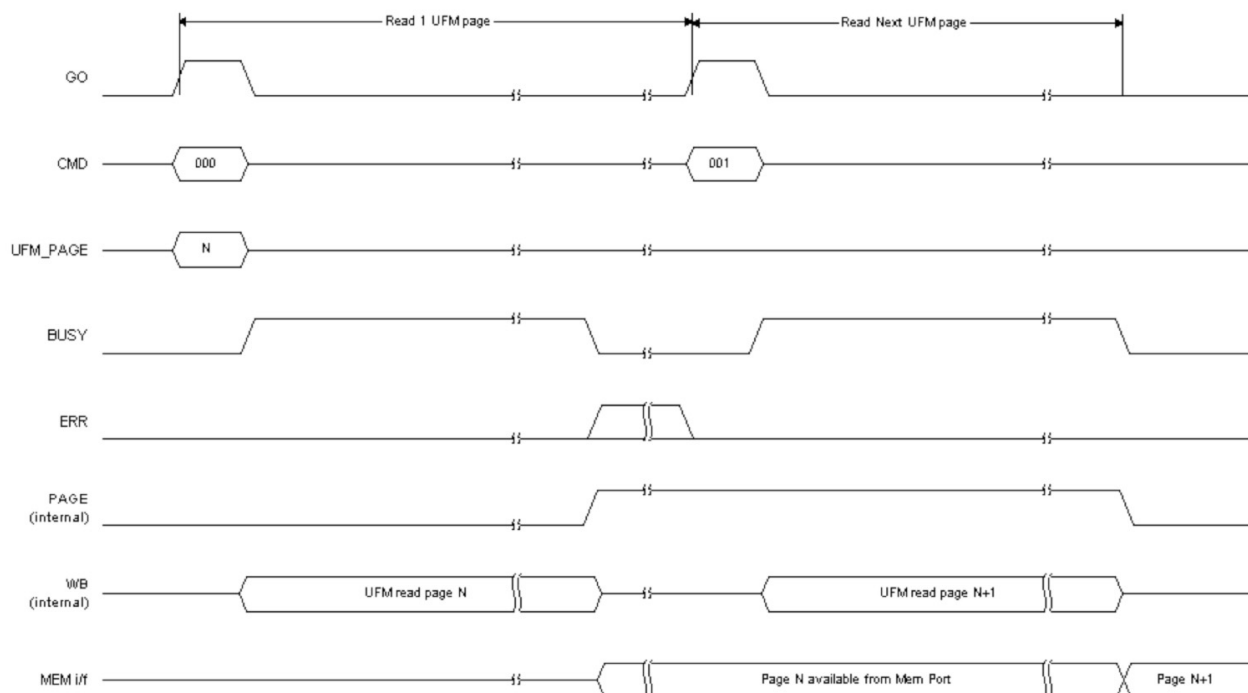 Read 1 UFM page
Read Next UFM page
GO
CMD
000
001
UFM_PAGE
N
BUSY
ERR
PAGE
(internal)
WB
(internal)
UFM read page N
UFM read page N+1
MEM i/f
Page N available from Mem Port
Page N+1